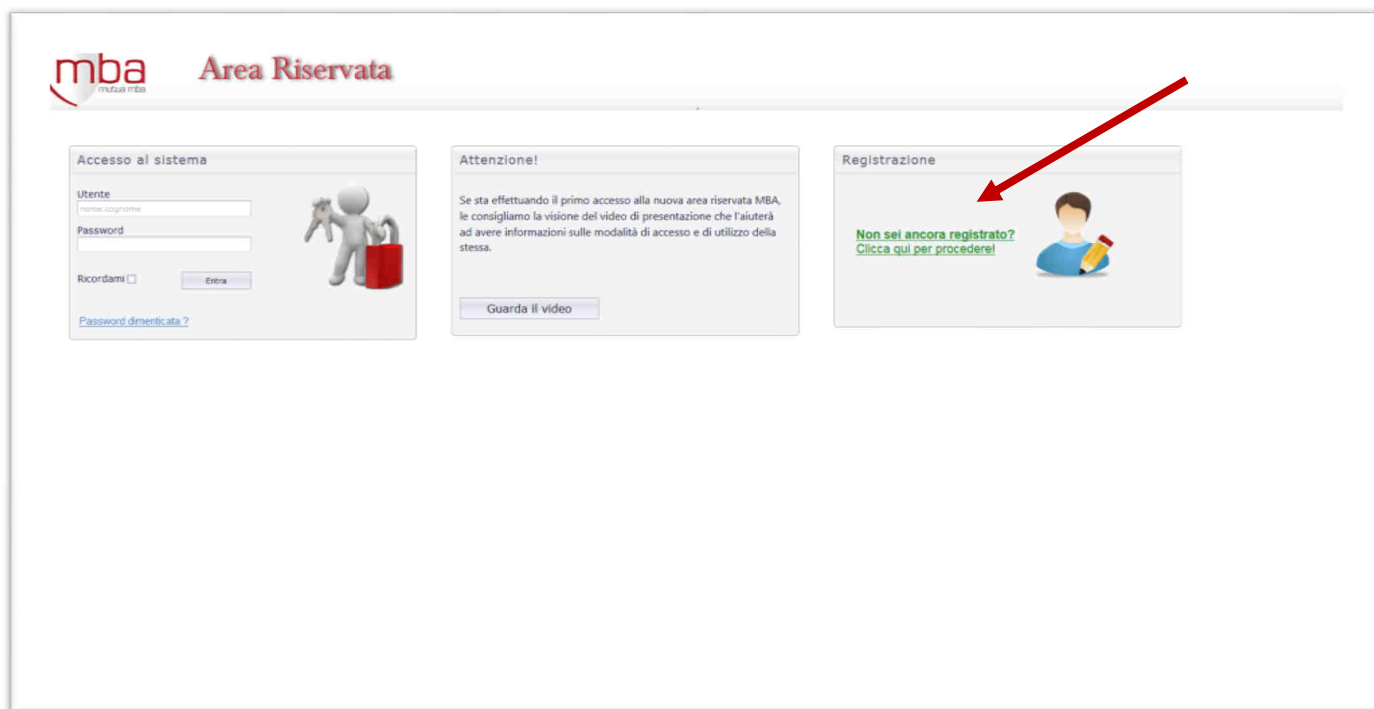 mba
mutua mba
Area Riservata
Accesso al sistema
Utente
nome.cognome
Password
Ricordami
Entra
Password dimenticata ?
Attenzione!
Se sta effettuando il primo accesso alla nuova area riservata MBA,
le consigliamo la visione del video di presentazione che l'aiuterà
ad avere informazioni sulle modalità di accesso e di utilizzo della
stessa.
Guarda il video
Registrazione
Non sei ancora registrato?
Clicca qui per procedere!